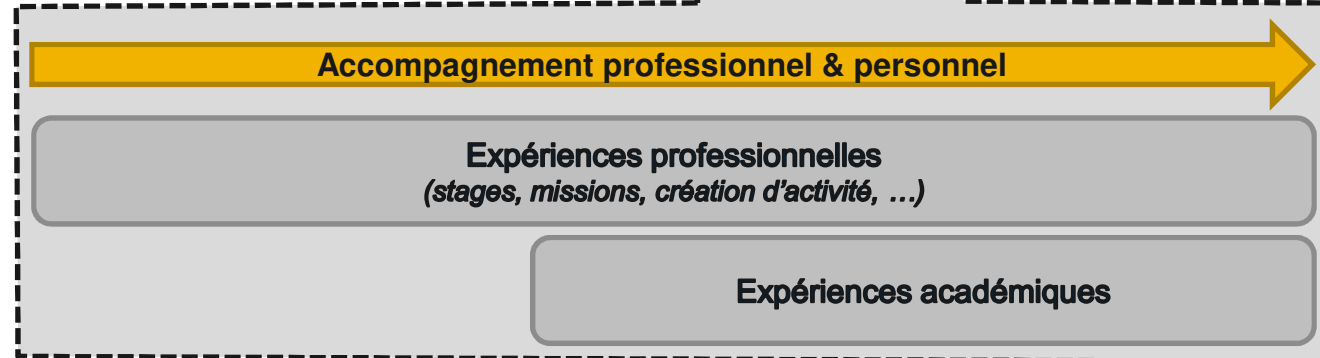 Accompagnement professionnel & personnel
Expériences professionnelles
(stages, missions, création d’activité, …)
Expériences académiques